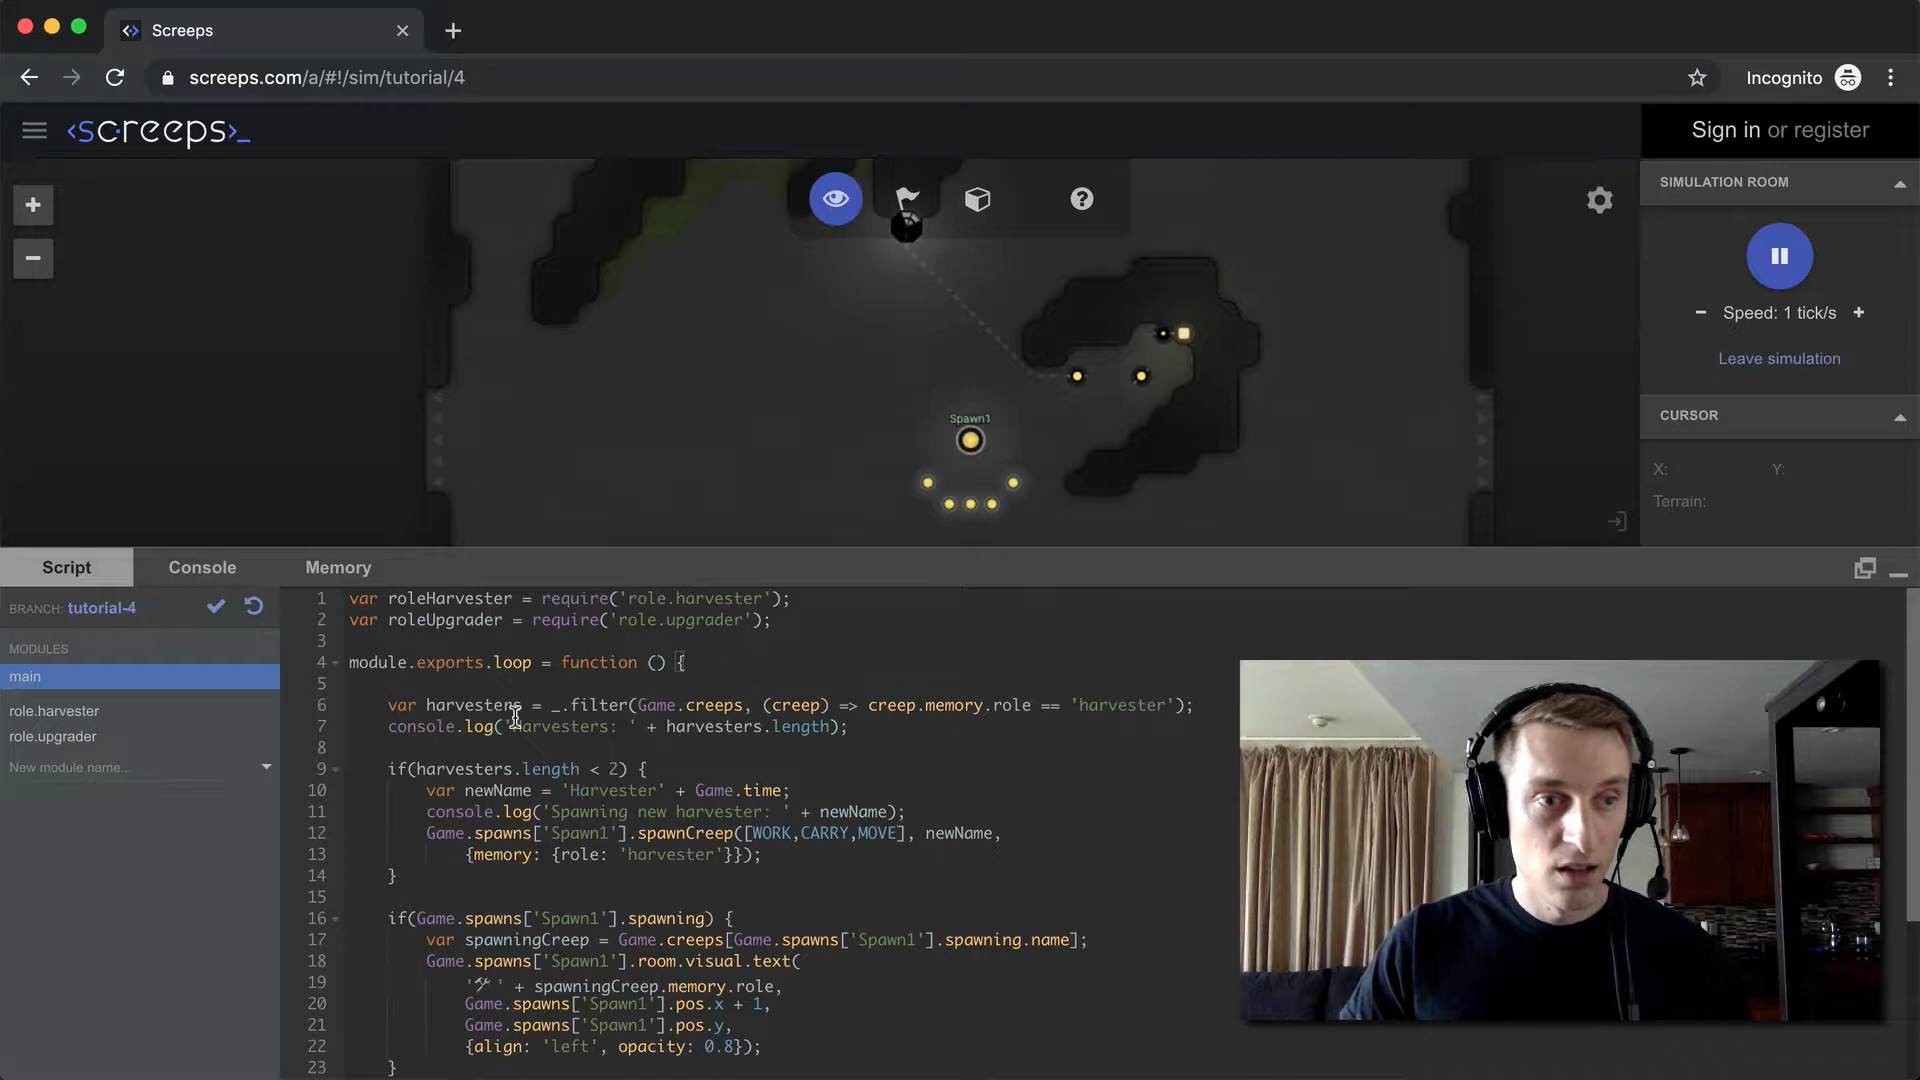 Screeps
screeps.com/a/#!/sim/tutorial/4
Incognito
<screeps>_
Sign in or register
SIMULATION ROOM
Speed: 1 tick/s
Leave simulation
CURSOR
X: Y:
Terrain:
Spawn1
Script Console Memory
BRANCH: tutorial-4
MODULES
main
role.harvester
role.upgrader
New module name...
1 var roleHarvester = require('role.harvester');
2 var roleUpgrader = require('role.upgrader');
3
4 module.exports.loop = function () {
5
6 var harvesters = _.filter(Game.creeps, (creep) => creep.memory.role == 'harvester');
7 console.log('Harvesters: ' + harvesters.length);
8
9 if(harvesters.length < 2) {
10 var newName = 'Harvester' + Game.time;
11 console.log('Spawning new harvester: ' + newName);
12 Game.spawns['Spawn1'].spawnCreep([WORK,CARRY,MOVE], newName,
13 {memory: {role: 'harvester'}});
14 }
15
16 if(Game.spawns['Spawn1'].spawning) {
17 var spawningCreep = Game.creeps[Game.spawns['Spawn1'].spawning.name];
18 Game.spawns['Spawn1'].room.visual.text(
19 '🛠️' + spawningCreep.memory.role,
20 Game.spawns['Spawn1'].pos.x + 1,
21 Game.spawns['Spawn1'].pos.y,
22 {align: 'left', opacity: 0.8});
23 }